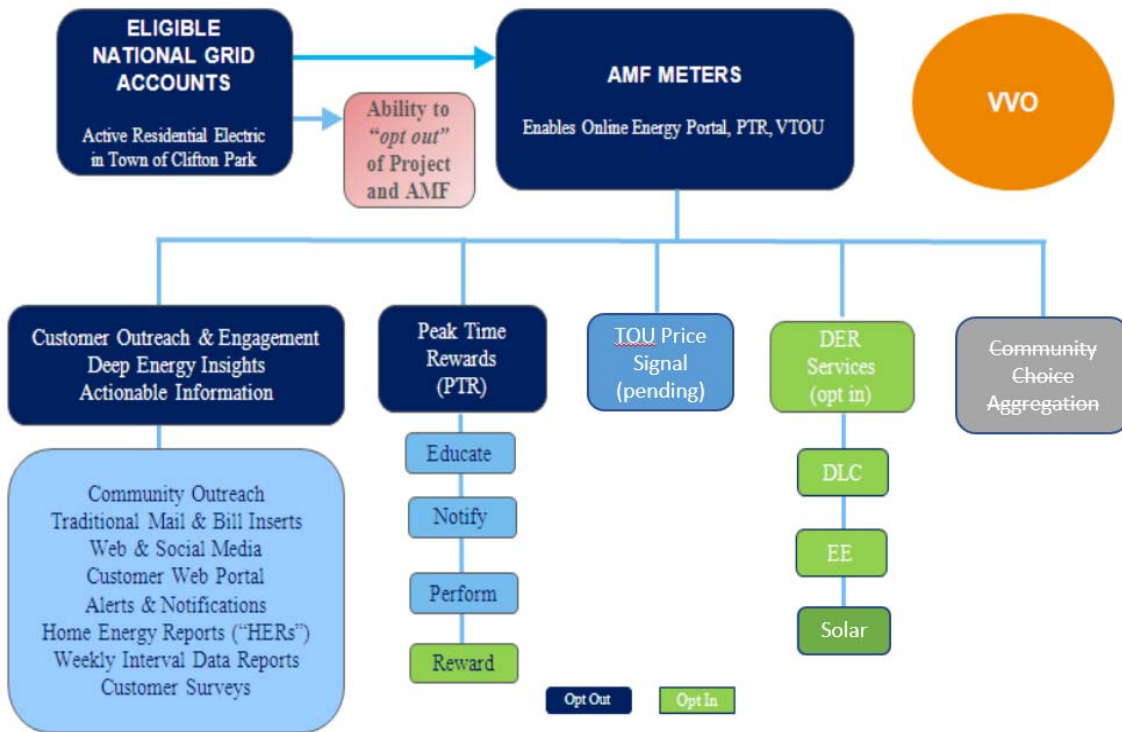 ELIGIBLE
NATIONAL GRID
ACCOUNTS
Active Residential Electric
in Town of Clifton Park
Ability to
“opt out”
of Project
and AMF
AMF METERS
Enables Online Energy Portal, PTR, VTOU
VVO
Customer Outreach & Engagement
Deep Energy Insights
Actionable Information
Community Outreach
Traditional Mail & Bill Inserts
Web & Social Media
Customer Web Portal
Alerts & Notifications
Home Energy Reports (“HERs”)
Weekly Interval Data Reports
Customer Surveys
Peak Time
Rewards
(PTR)
Educate
Notify
Perform
Reward
TOU Price
Signal
(pending)
DER
Services
(opt in)
DLC
EE
Solar
Community
Choice
Aggregation
Opt Out
Opt In